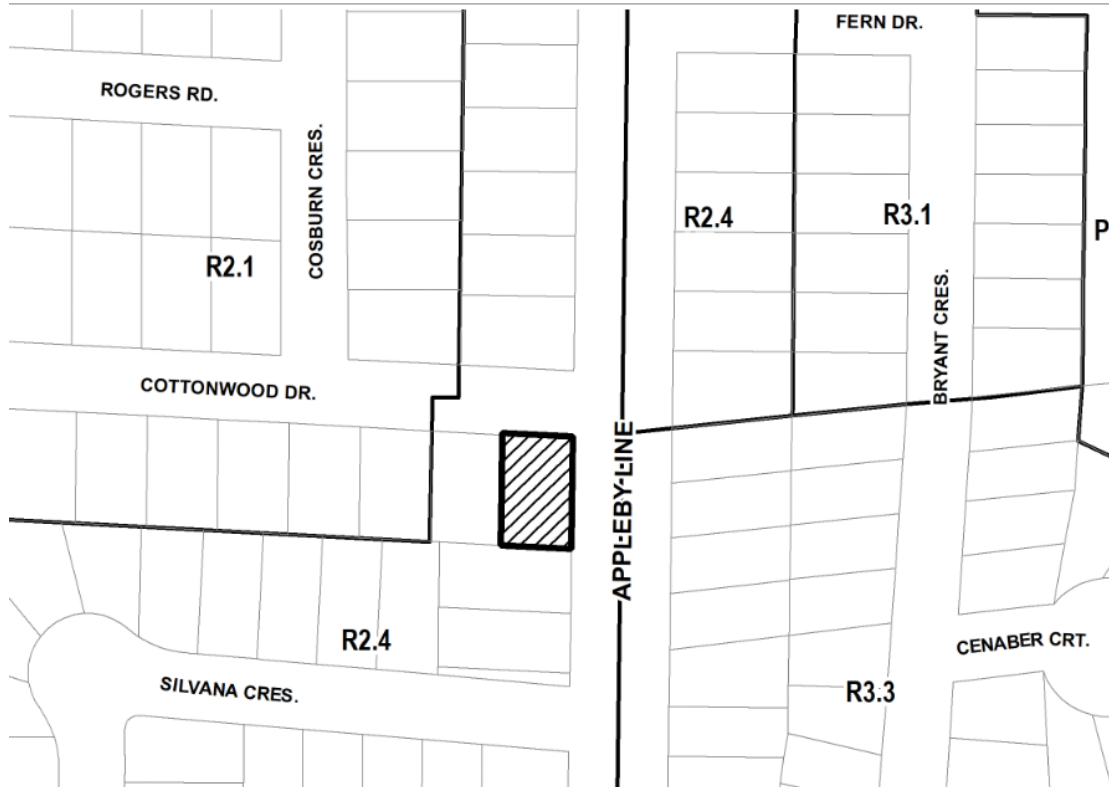 FERN DR.
ROGERS RD.
COSBURN CRES.
R2.4
R3.1
P
R2.1
BRYANT CRES.
COTTONWOOD DR.
APPLEBY LINE
R2.4
CENABER CRT.
SILVANA CRES.
R3.3